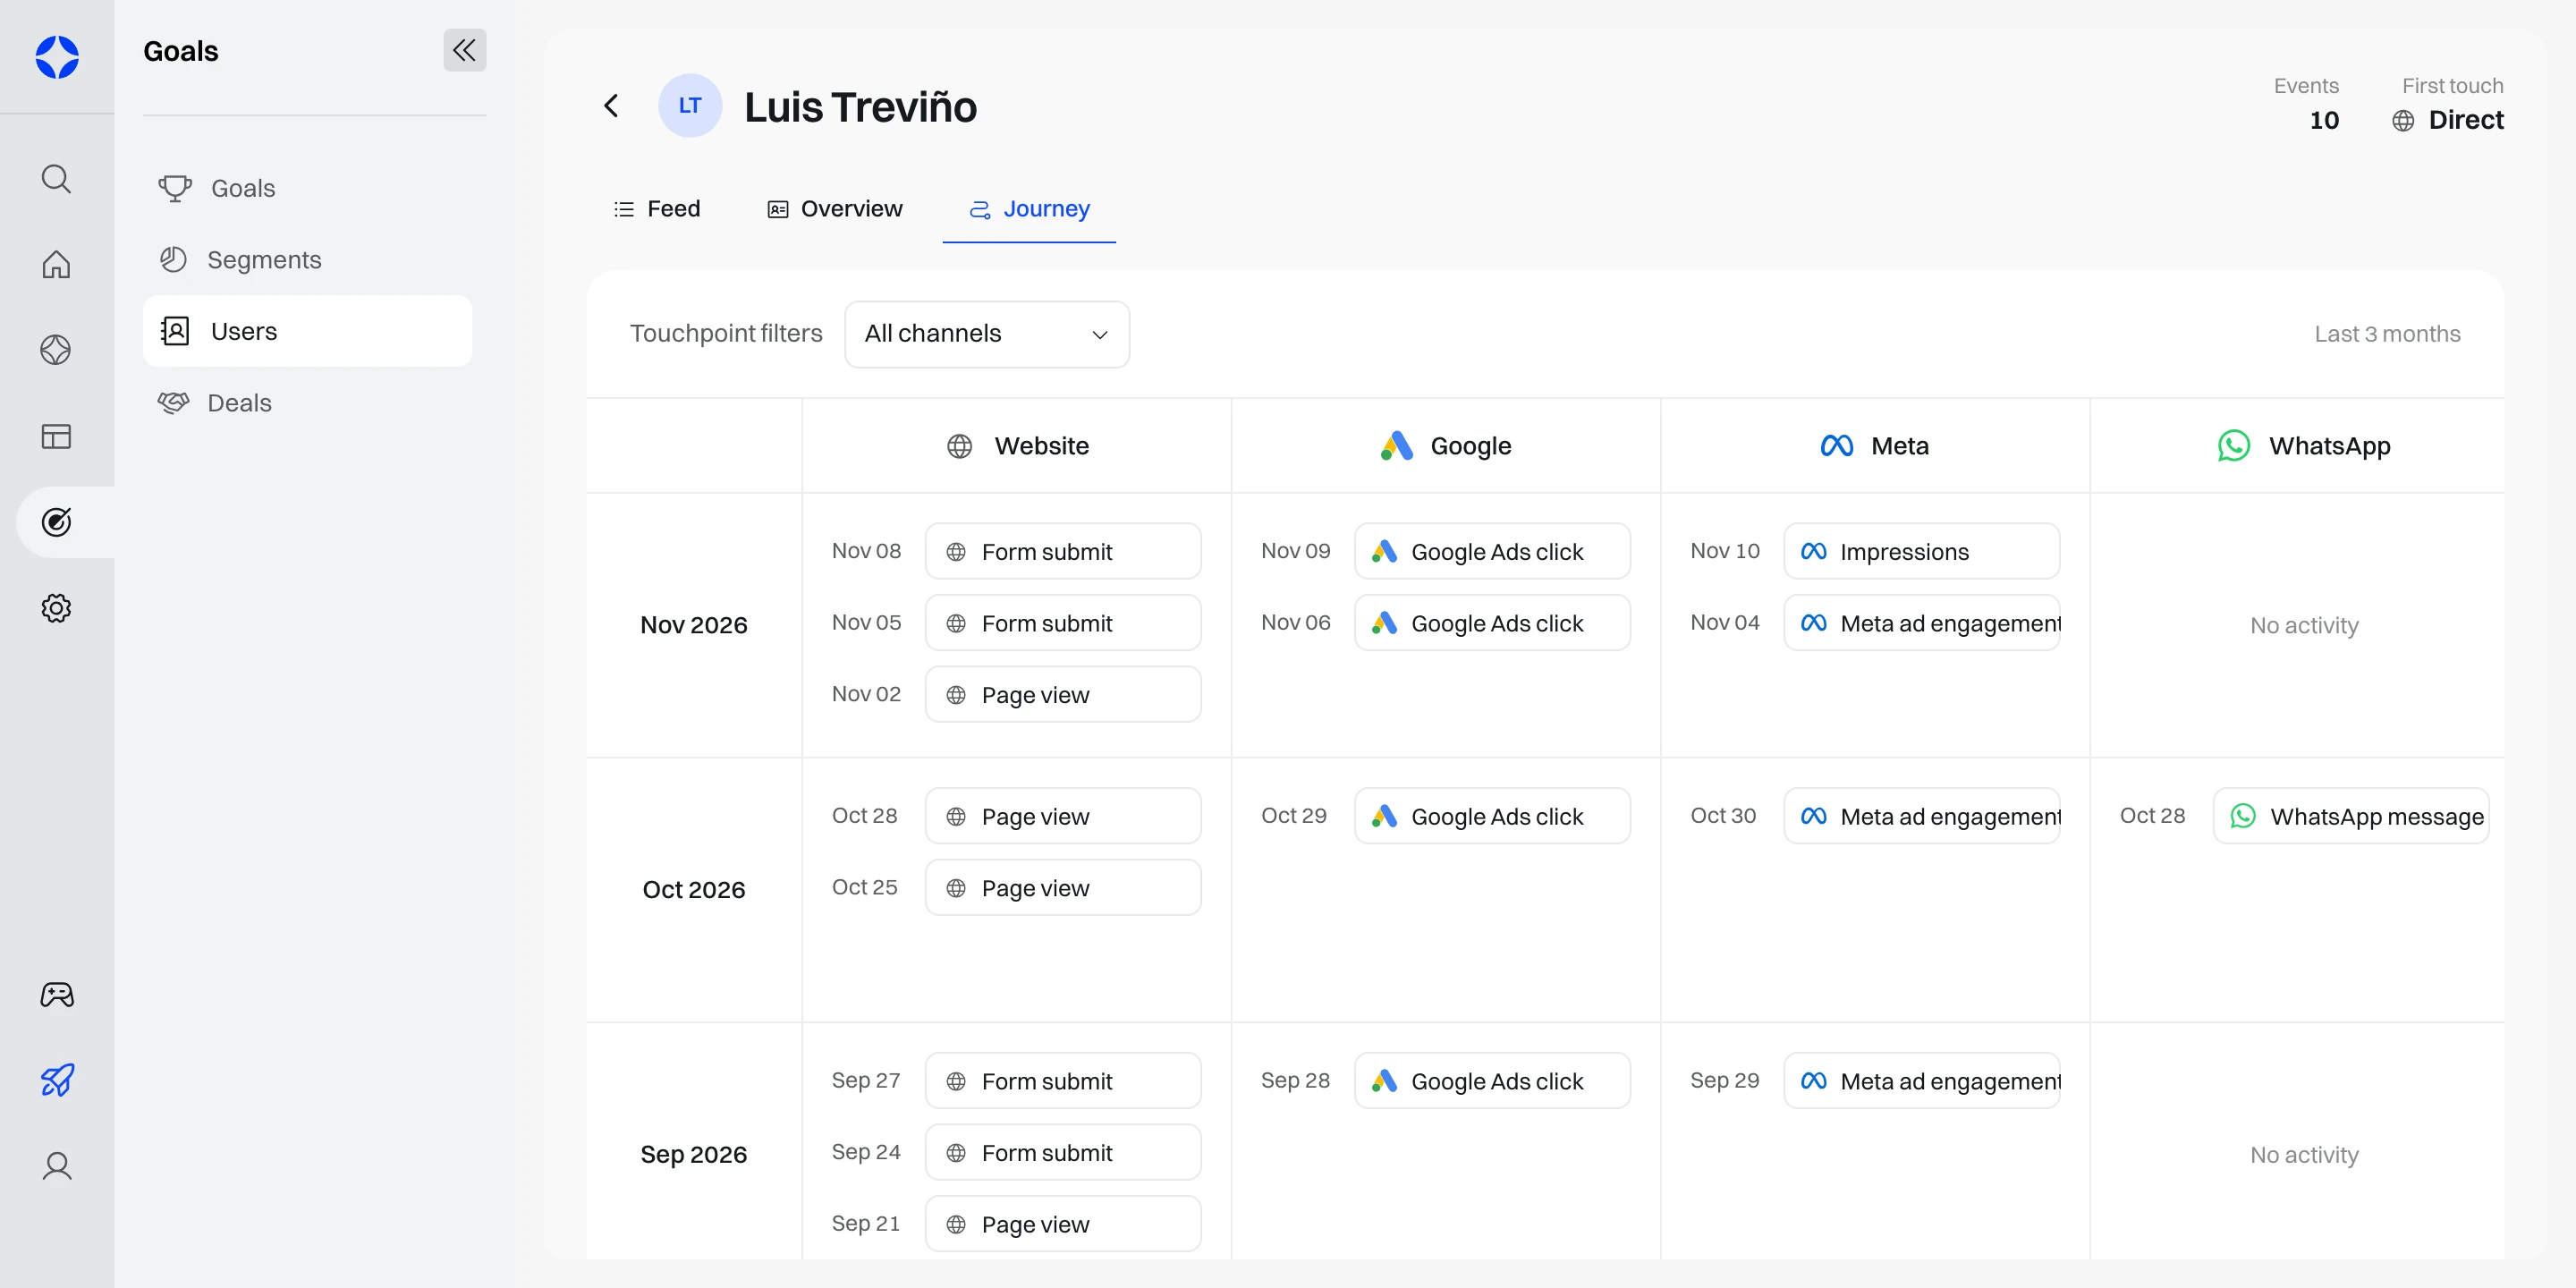 Goals
Goals
Segments
Users
Deals
LT
Luis Treviño
Events
10
First touch
Direct
Feed
Overview
Journey
Touchpoint filters
All channels
Last 3 months
Website
Google
Meta
WhatsApp
Nov 2026
Nov 08 Form submit
Nov 05 Form submit
Nov 02 Page view
Nov 09 Google Ads click
Nov 06 Google Ads click
Nov 10 Impressions
Nov 04 Meta ad engagement
No activity
Oct 2026
Oct 28 Page view
Oct 25 Page view
Oct 29 Google Ads click
Oct 30 Meta ad engagement
Oct 28 WhatsApp message
Sep 2026
Sep 27 Form submit
Sep 24 Form submit
Sep 21 Page view
Sep 28 Google Ads click
Sep 29 Meta ad engagement
No activity